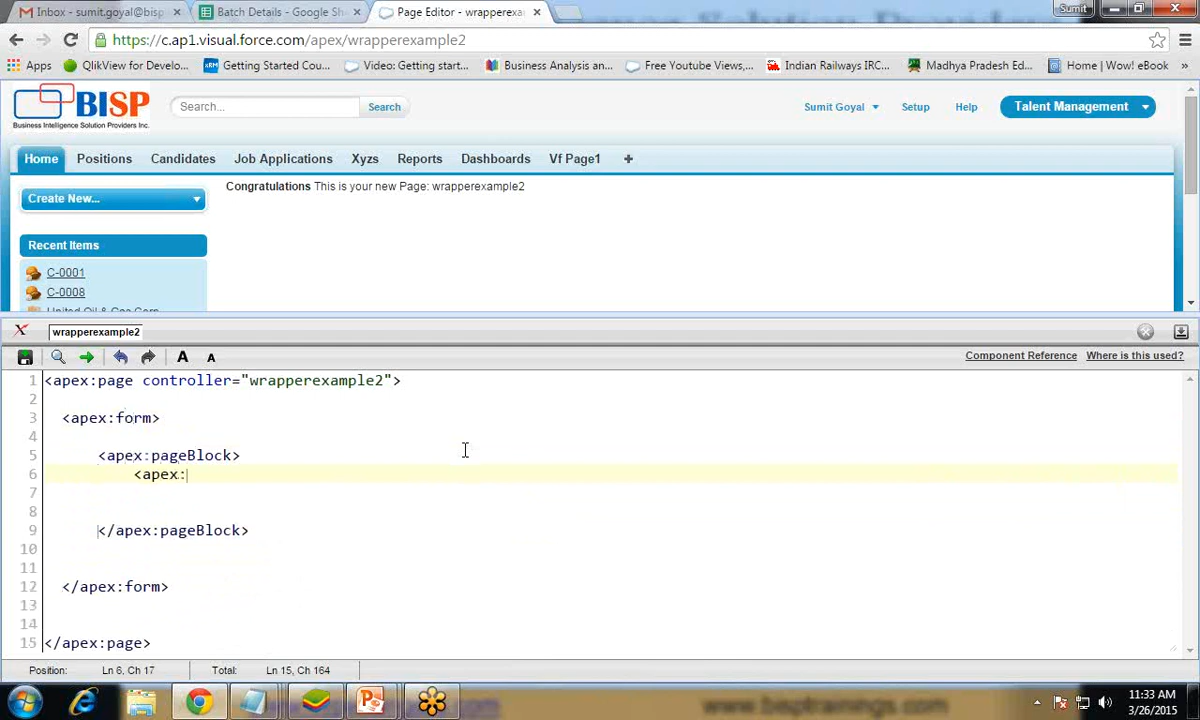 Inbox - sumit.goyal@bisp
Batch Details - Google Sh
Page Editor - wrapperexa
Sumit
https://c.ap1.visual.force.com/apex/wrapperexample2
Apps
QlikView for Develo...
Getting Started Cou...
Video: Getting start...
Business Analysis an...
Free Youtube Views,...
Indian Railways IRC...
Madhya Pradesh Ed...
Home | Wow! eBook
»
BISP
Business Intelligence Solution Providers Inc.
Search...
Search
Sumit Goyal
Setup
Help
Talent Management
Home
Positions
Candidates
Job Applications
Xyzs
Reports
Dashboards
Vf Page1
+
Create New...
Congratulations This is your new Page: wrapperexample2
Recent Items
C-0001
C-0008
United Oil & Gas Corp
wrapperexample2
A
A
Component Reference
Where is this used?
1 <apex:page controller="wrapperexample2">
2
3 <apex:form>
4
5 <apex:pageBlock>
6 <apex:
7
8
9 </apex:pageBlock>
10
11
12 </apex:form>
13
14
15 </apex:page>
Position: Ln 6, Ch 17 Total: Ln 15, Ch 164
www.bisptrainings.com
11:33 AM
3/26/2015